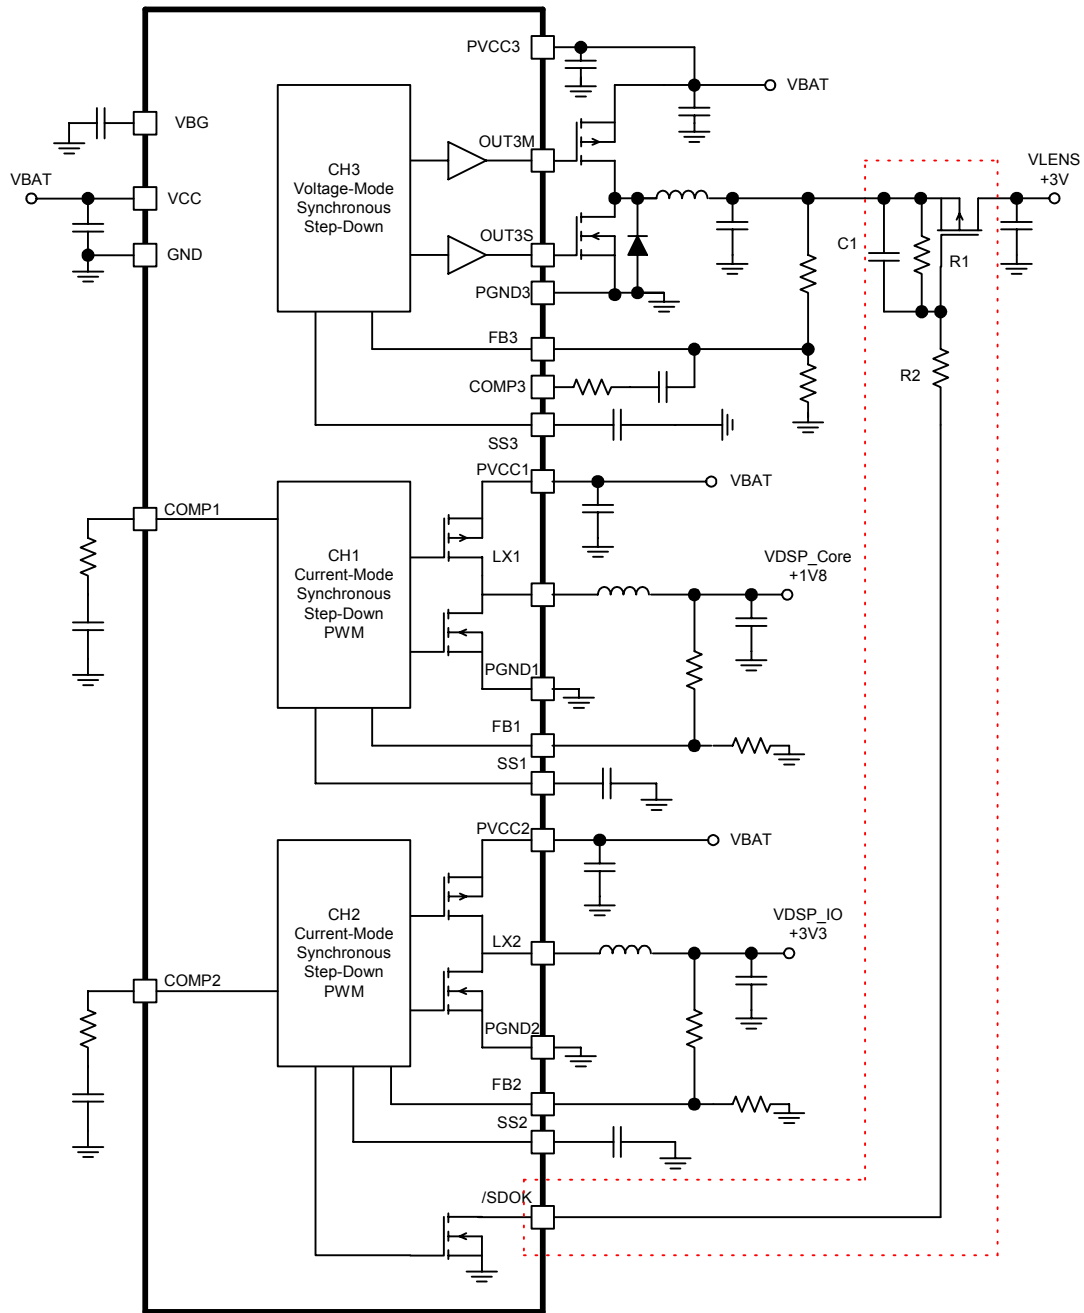 PVCC3
VBAT
VBG
OUT3M
CH3
Voltage-Mode
Synchronous
Step-Down
VLENS
+3V
VBAT
VCC
OUT3S
C1
R1
GND
PGND3
FB3
R2
COMP3
SS3
PVCC1
VBAT
COMP1
CH1
Current-Mode
Synchronous
Step-Down
PWM
LX1
VDSP_Core
+1V8
PGND1
FB1
SS1
PVCC2
VBAT
CH2
Current-Mode
Synchronous
Step-Down
PWM
VDSP_IO
+3V3
LX2
COMP2
PGND2
FB2
SS2
/SDOK